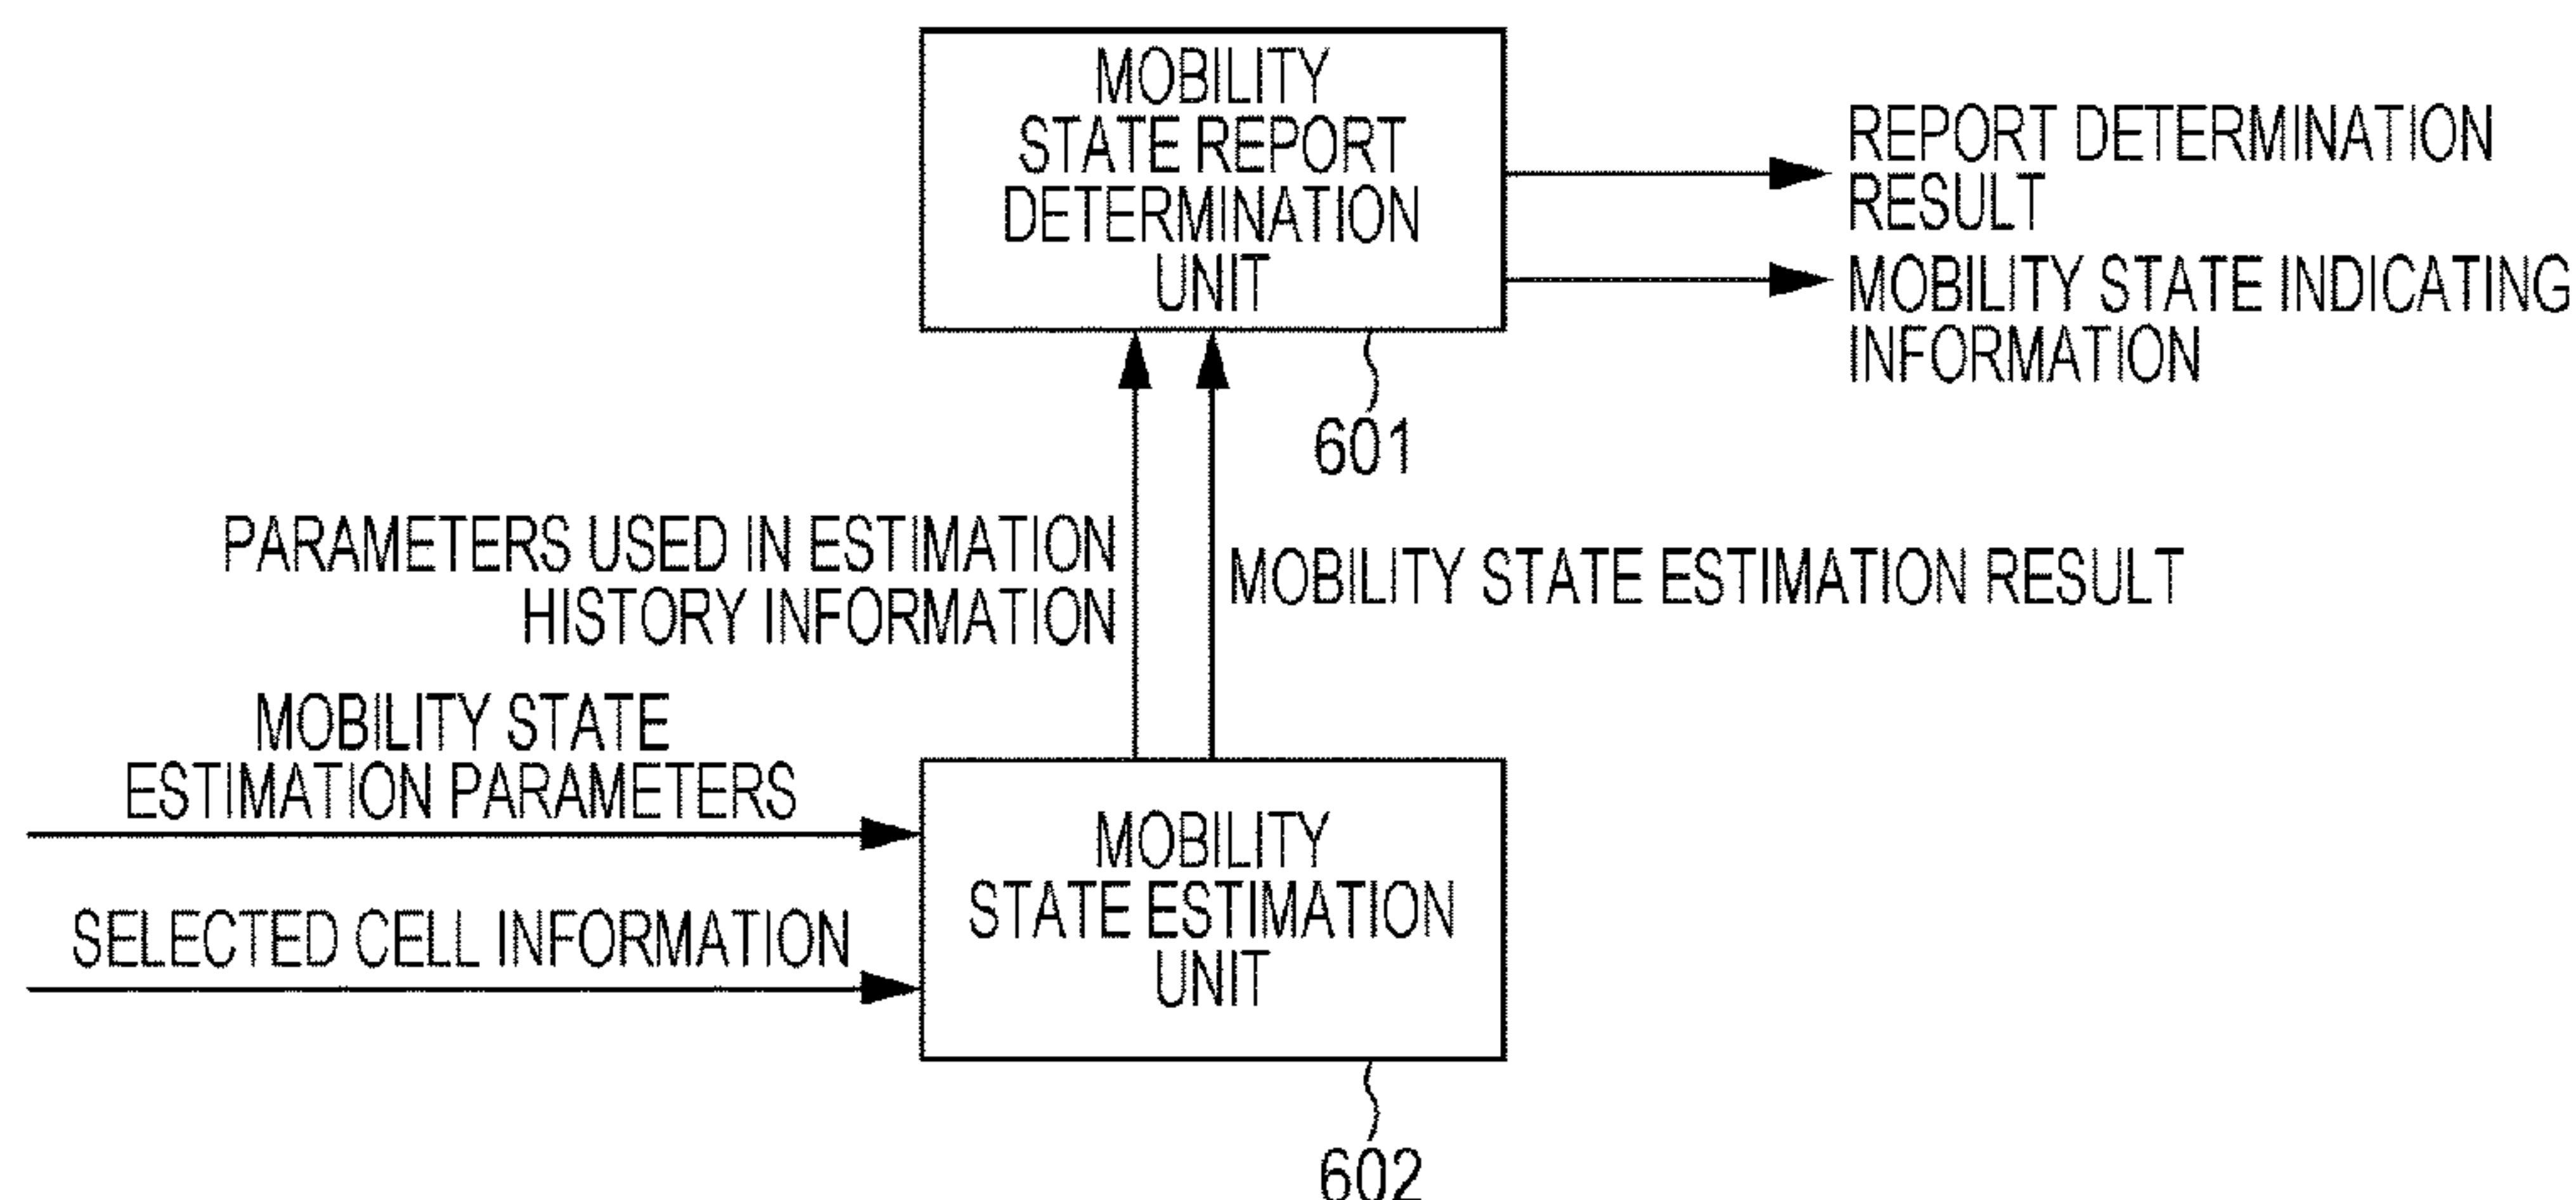 MOBILITY
STATE REPORT
DETERMINATION
UNIT
REPORT DETERMINATION
RESULT
MOBILITY STATE INDICATING
INFORMATION
601
PARAMETERS USED IN ESTIMATION
HISTORY INFORMATION
MOBILITY STATE ESTIMATION RESULT
MOBILITY STATE
ESTIMATION PARAMETERS
SELECTED CELL INFORMATION
MOBILITY
STATE ESTIMATION
UNIT
602